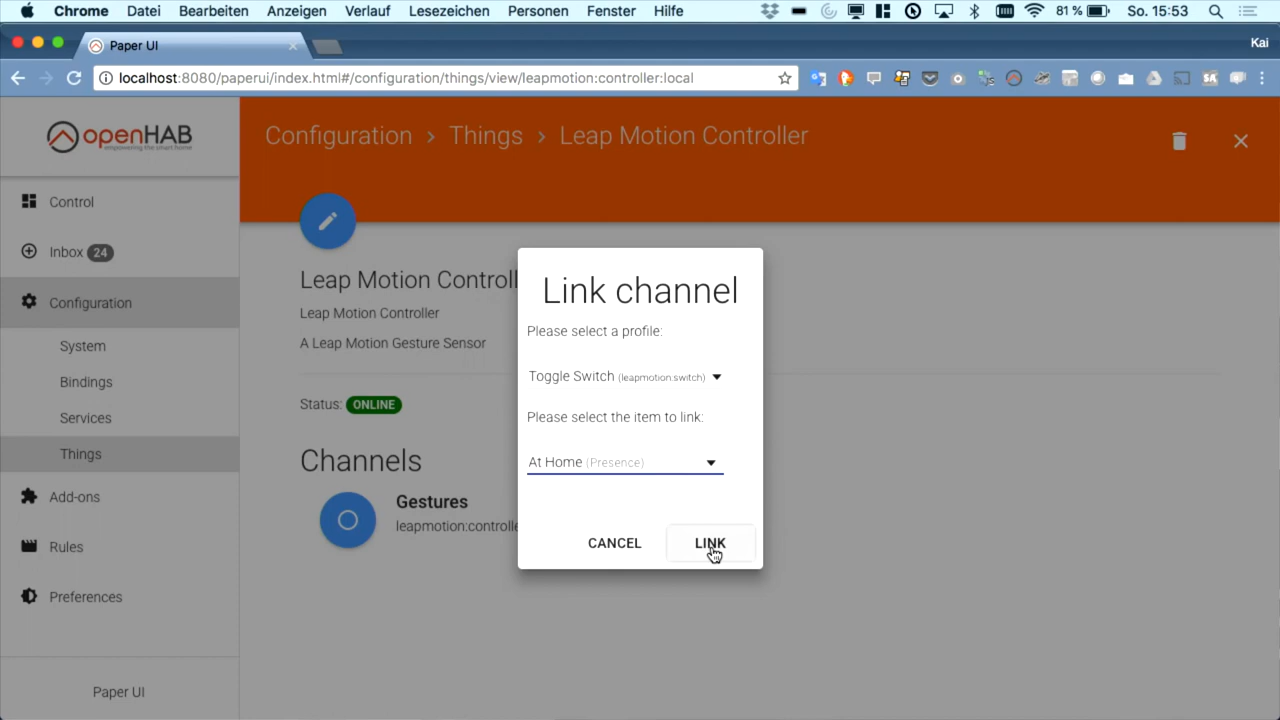 Chrome Datei Bearbeiten Anzeigen Verlauf Lesezeichen Personen Fenster Hilfe 81 % So. 15:53
Paper UI
Kai
localhost:8080/paperui/index.html#/configuration/things/view/leapmotion:controller:local
openHAB
empowering the smart home
Configuration > Things > Leap Motion Controller
Control
Inbox 24
Configuration
System
Bindings
Services
Things
Add-ons
Rules
Preferences
Paper UI
Leap Motion Controll
Leap Motion Controller
A Leap Motion Gesture Sensor
Status: ONLINE
Channels
Gestures
leapmotion:controlle
Link channel
Please select a profile:
Toggle Switch (leapmotion:switch)
Please select the item to link:
At Home (Presence)
CANCEL LINK